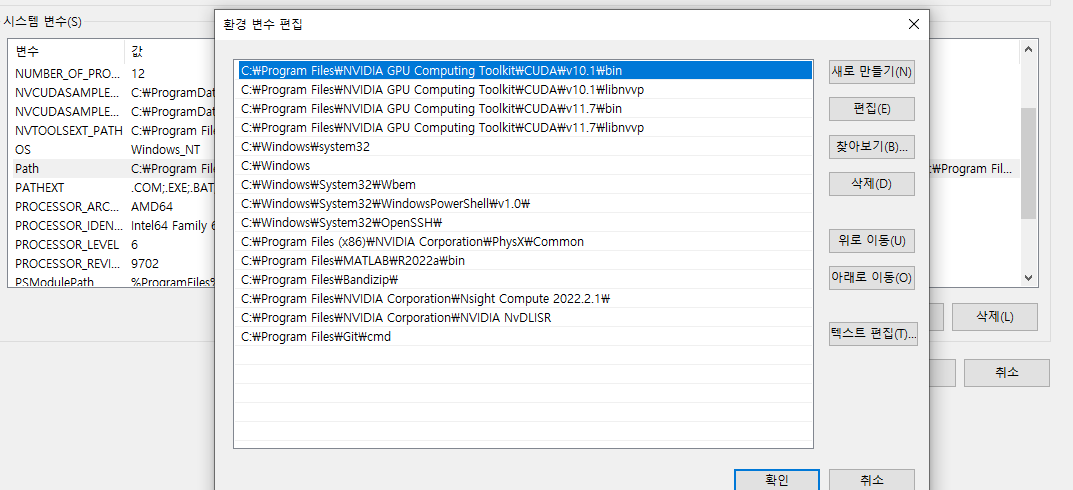 시스템 변수(S)
변수 값
NUMBER_OF_PRO... 12
NVCUDASAMPLE... C:₩ProgramDat
NVCUDASAMPLE... C:₩ProgramDat
NVTOOLSEXT_PATH C:₩Program File
OS Windows_NT
Path C:₩Program File
PATHEXT .COM;.EXE;.BAT
PROCESSOR_ARC... AMD64
PROCESSOR_IDEN... Intel64 Family 6
PROCESSOR_LEVEL 6
PROCESSOR_REVI... 9702
PSModulePath %ProgramFiles%
환경 변수 편집
C:₩Program Files₩NVIDIA GPU Computing Toolkit₩CUDA₩v10.1₩bin
C:₩Program Files₩NVIDIA GPU Computing Toolkit₩CUDA₩v10.1₩libnvvp
C:₩Program Files₩NVIDIA GPU Computing Toolkit₩CUDA₩v11.7₩bin
C:₩Program Files₩NVIDIA GPU Computing Toolkit₩CUDA₩v11.7₩libnvvp
C:₩Windows₩system32
C:₩Windows
C:₩Windows₩System32₩Wbem
C:₩Windows₩System32₩WindowsPowerShell₩v1.0₩
C:₩Windows₩System32₩OpenSSH₩
C:₩Program Files (x86)₩NVIDIA Corporation₩PhysX₩Common
C:₩Program Files₩MATLAB₩R2022a₩bin
C:₩Program Files₩Bandizip₩
C:₩Program Files₩NVIDIA Corporation₩Nsight Compute 2022.2.1₩
C:₩Program Files₩NVIDIA Corporation₩NVIDIA NvDLISR
C:₩Program Files₩Git₩cmd
새로 만들기(N)
편집(E)
찾아보기(B)...
삭제(D)
위로 이동(U)
아래로 이동(O)
텍스트 편집(T)...
확인
취소
:₩Program Fil...
삭제(L)
취소